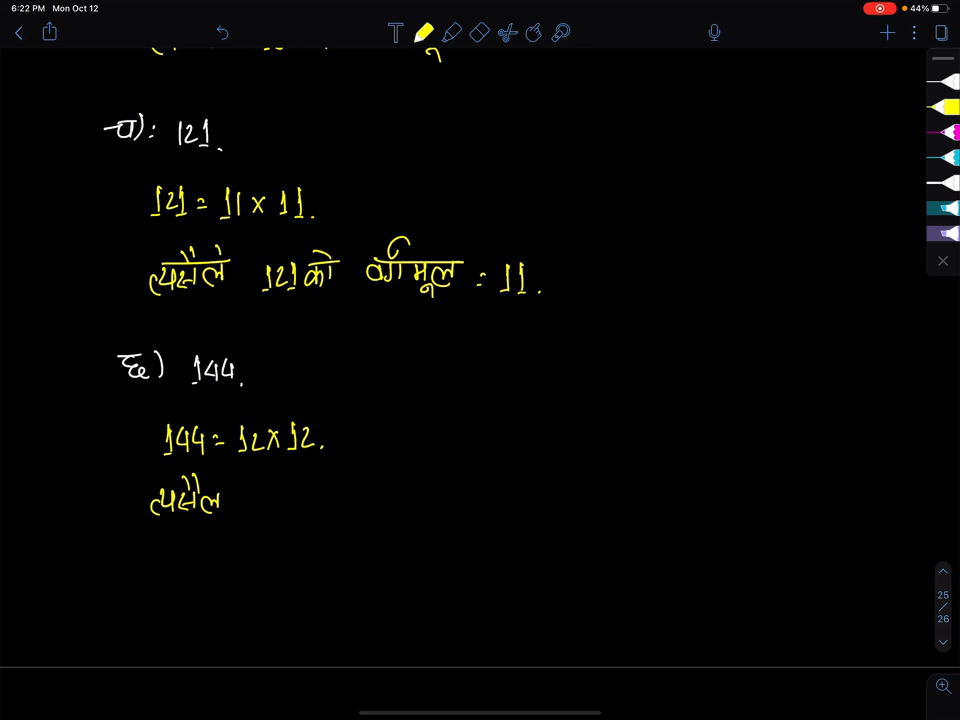 6:22 PM Mon Oct 12 44%
च): 121.
121 = 11 x 11.
त्यसैले 121को वर्गमूल = 11.
छ) 144.
144 = 12 x 12.
त्यसैल
25
/
26